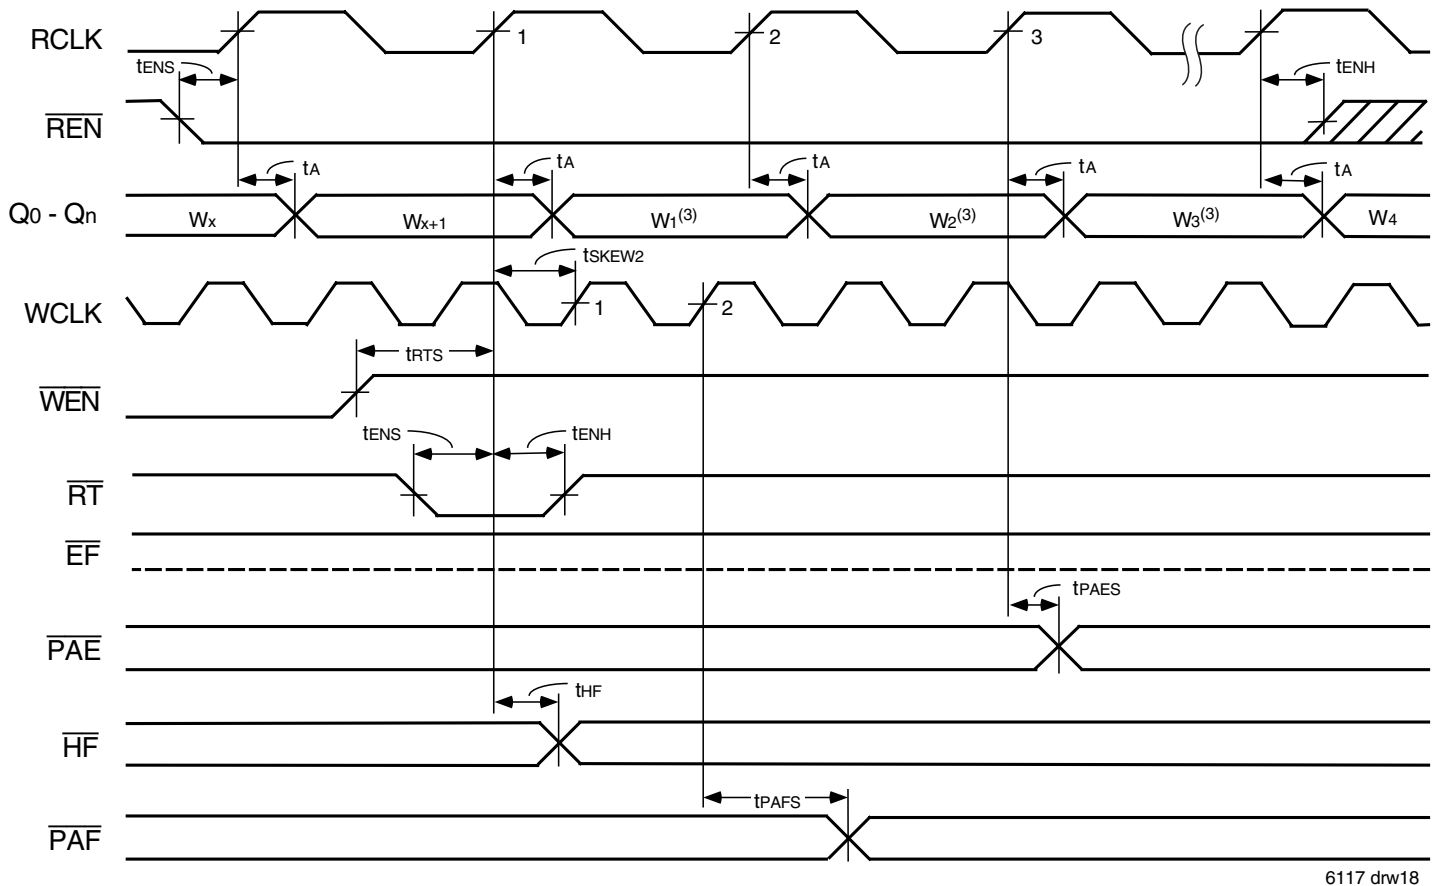 RCLK 1 2 3
tENS tENH
REN
tA tA tA tA tA
Q0 - Qn Wx Wx+1 W1(3) W2(3) W3(3) W4
tSKEW2
WCLK 1 2
tRTS
WEN
tENS tENH
RT
EF
tPAES
PAE
tHF
HF
tPAFS
PAF
6117 drw18